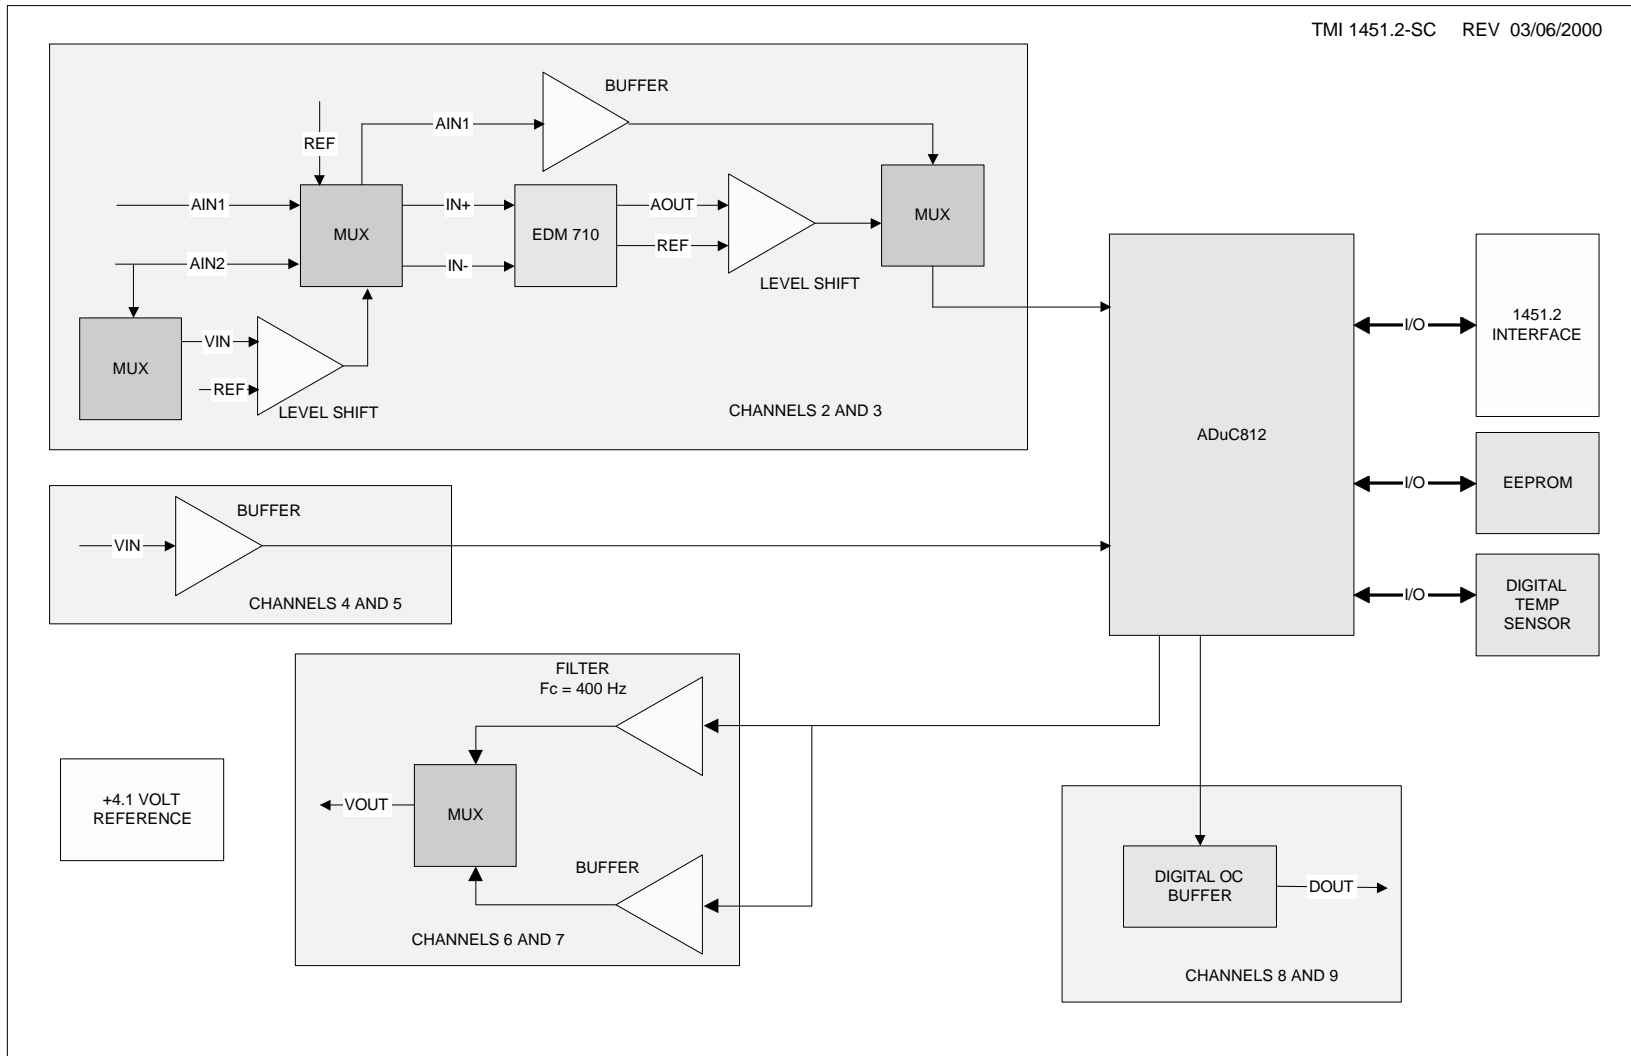 TMI 1451.2-SC REV 03/06/2000
BUFFER
AIN1
REF
AIN1
IN+
AOUT
MUX
EDM 710
MUX
REF
AIN2
IN-
LEVEL SHIFT
VIN
MUX
REF
LEVEL SHIFT
CHANNELS 2 AND 3
ADuC812
I/O
1451.2
INTERFACE
I/O
EEPROM
I/O
DIGITAL
TEMP
SENSOR
BUFFER
VIN
CHANNELS 4 AND 5
FILTER
Fc = 400 Hz
VOUT
MUX
BUFFER
CHANNELS 6 AND 7
+4.1 VOLT
REFERENCE
DIGITAL OC
BUFFER
DOUT
CHANNELS 8 AND 9